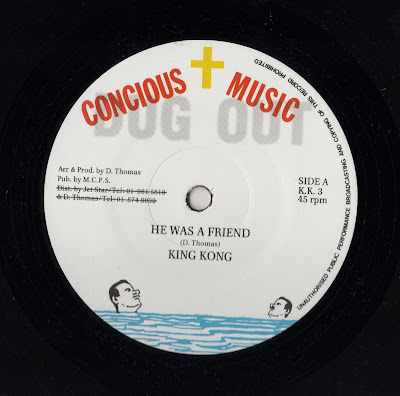 CONCIOUS MUSIC
DUG OUT
UNAUTHORISED PUBLIC PERFORMANCE BROADCASTING AND COPYING OF THIS RECORD PROHIBITED
Arr & Prod. by D. Thomas
Pub. by M.C.P.S.
Dist. by Jet Star/Tel: 01-961 5818
& D. Thomas/Tel: 01-574 8032
SIDE A
K.K. 3
45 rpm
HE WAS A FRIEND
(D. Thomas)
KING KONG